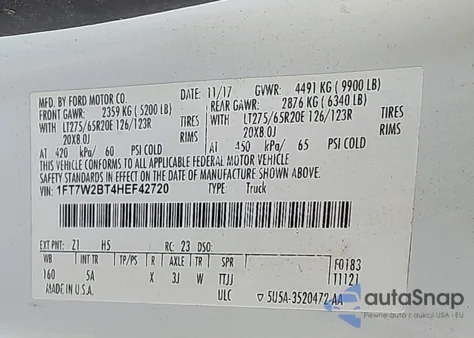 MFD. BY FORD MOTOR CO. DATE: 11/17 GVWR: 4491 KG (9900 LB)
FRONT GAWR: 2359 KG (5200 LB) REAR GAWR: 2876 KG (6340 LB)
WITH LT275/65R20E 126/123R TIRES WITH LT275/65R20E 126/123R TIRES
20X8.0J RIMS 20X8.0J RIMS
AT 420 kPa/ 60 PSI COLD AT 450 kPa/ 65 PSI COLD
THIS VEHICLE CONFORMS TO ALL APPLICABLE FEDERAL MOTOR VEHICLE
SAFETY STANDARDS IN EFFECT ON THE DATE OF MANUFACTURE SHOWN ABOVE.
VIN: 1FT7W2BT4HEF42720 TYPE: Truck
EXT PNT: Z1 H5 RC: 23 DSO: F0183
WB INT TR TP/PS R AXLE TR SPR T1121
160 5A X 3J W TTJJ
MADE IN U.S.A. ULC ▽ 5U5A-3520472-AA
autaSnap
Pewne auta z aukcji USA i EU